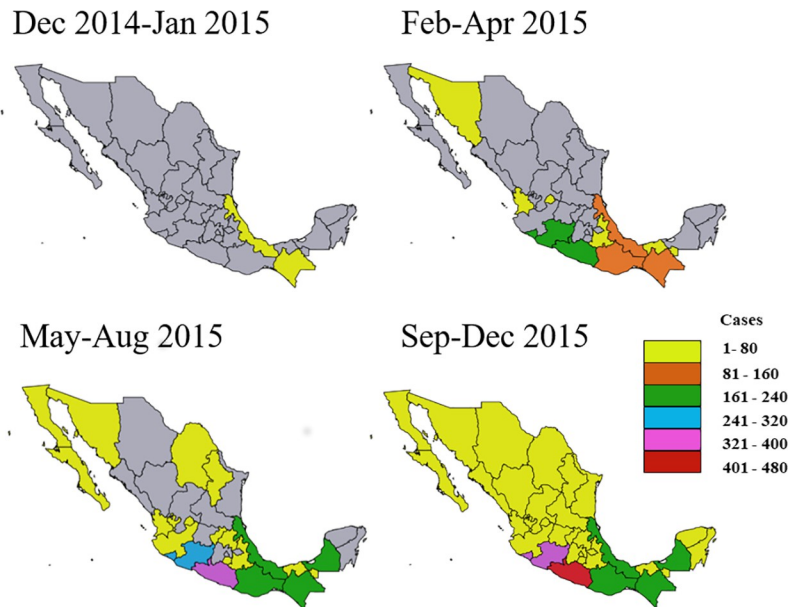 Dec 2014-Jan 2015
Feb-Apr 2015
May-Aug 2015
Sep-Dec 2015
Cases
1- 80
81 - 160
161 - 240
241 - 320
321 - 400
401 - 480